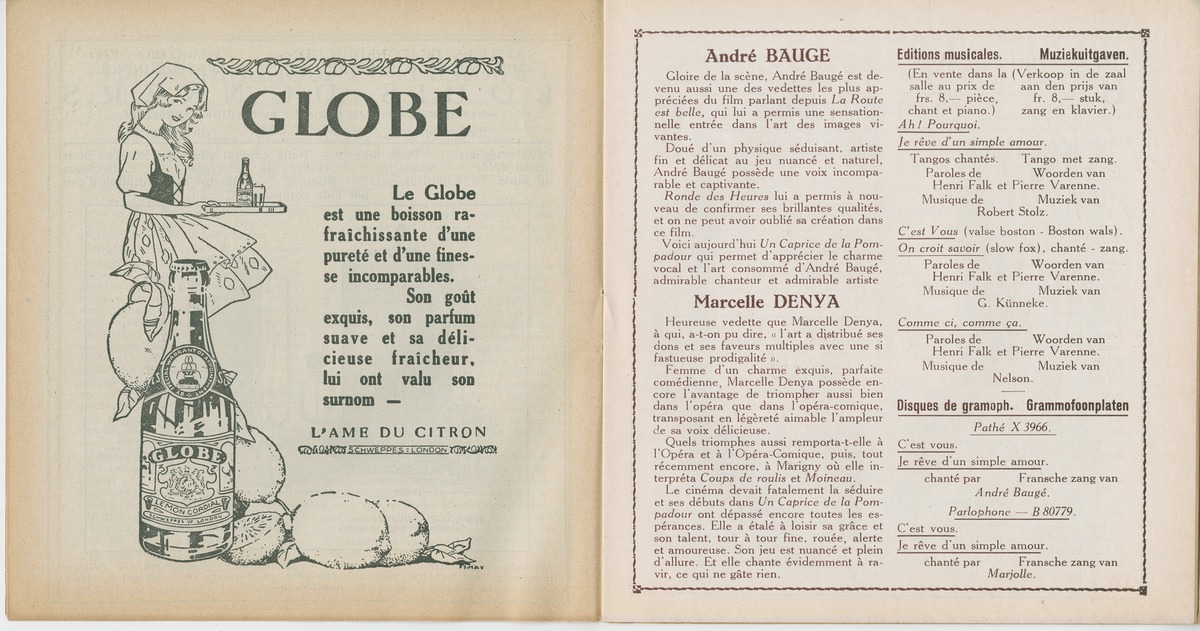 GLOBE
Le Globe
est une boisson ra-
fraîchissante d'une
pureté et d'une fines-
se incomparables.
Son goût
exquis, son parfum
suave et sa déli-
cieuse fraîcheur,
lui ont valu son
surnom —
L'AME DU CITRON
SCHWEPPES : LONDON
GLOBE
LEMON CORDIAL
SCHWEPPES OF LONDON
André BAUGE
Gloire de la scène, André Baugé est de-
venu aussi une des vedettes les plus ap-
préciées du film parlant depuis La Route
est belle, qui lui a permis une sensation-
nelle entrée dans l'art des images vi-
vantes.
Doué d'un physique séduisant, artiste
fin et délicat au jeu nuancé et naturel,
André Baugé possède une voix incompa-
rable et captivante.
Ronde des Heures lui a permis à nou-
veau de confirmer ses brillantes qualités,
et on ne peut avoir oublié sa création dans
ce film.
Voici aujourd'hui Un Caprice de la Pom-
padour qui permet d'apprécier le charme
vocal et l'art consommé d'André Baugé,
admirable chanteur et admirable artiste
Marcelle DENYA
Heureuse vedette que Marcelle Denya,
à qui, a-t-on pu dire, « l'art a distribué ses
dons et ses faveurs multiples avec une si
fastueuse prodigalité ».
Femme d'un charme exquis, parfaite
comédienne, Marcelle Denya possède en-
core l'avantage de triompher aussi bien
dans l'opéra que dans l'opéra-comique,
transposant en légèreté aimable l'ampleur
de sa voix délicieuse.
Quels triomphes aussi remporta-t-elle à
l'Opéra et à l'Opéra-Comique, puis, tout
récemment encore, à Marigny où elle in-
terpréta Coups de roulis et Moineau.
Le cinéma devait fatalement la séduire
et ses débuts dans Un Caprice de la Pom-
padour ont dépassé encore toutes les es-
pérances. Elle a étalé à loisir sa grâce et
son talent, tour à tour fine, rouée, alerte
et amoureuse. Son jeu est nuancé et plein
d'allure. Et elle chante évidemment à ra-
vir, ce qui ne gâte rien.
Editions musicales. Muziekuitgaven.
(En vente dans la (Verkoop in de zaal
salle au prix de aan den prijs van
frs. 8,— pièce, fr. 8,— stuk,
chant et piano.) zang en klavier.)
Ah! Pourquoi.
Je rêve d'un simple amour.
Tangos chantés. Tango met zang.
Paroles de Woorden van
Henri Falk et Pierre Varenne.
Musique de Muziek van
Robert Stolz.
C'est Vous (valse boston - Boston wals).
On croit savoir (slow fox), chanté - zang.
Paroles de Woorden van
Henri Falk et Pierre Varenne.
Musique de Muziek van
G. Künneke.
Comme ci, comme ça.
Paroles de Woorden van
Henri Falk et Pierre Varenne.
Musique de Muziek van
Nelson.
Disques de gramoph. Grammofoonplaten
Pathé X 3966.
C'est vous.
Je rêve d'un simple amour.
chanté par Fransche zang van
André Baugé.
Parlophone — B 80779.
C'est vous.
Je rêve d'un simple amour.
chanté par Fransche zang van
Marjolle.